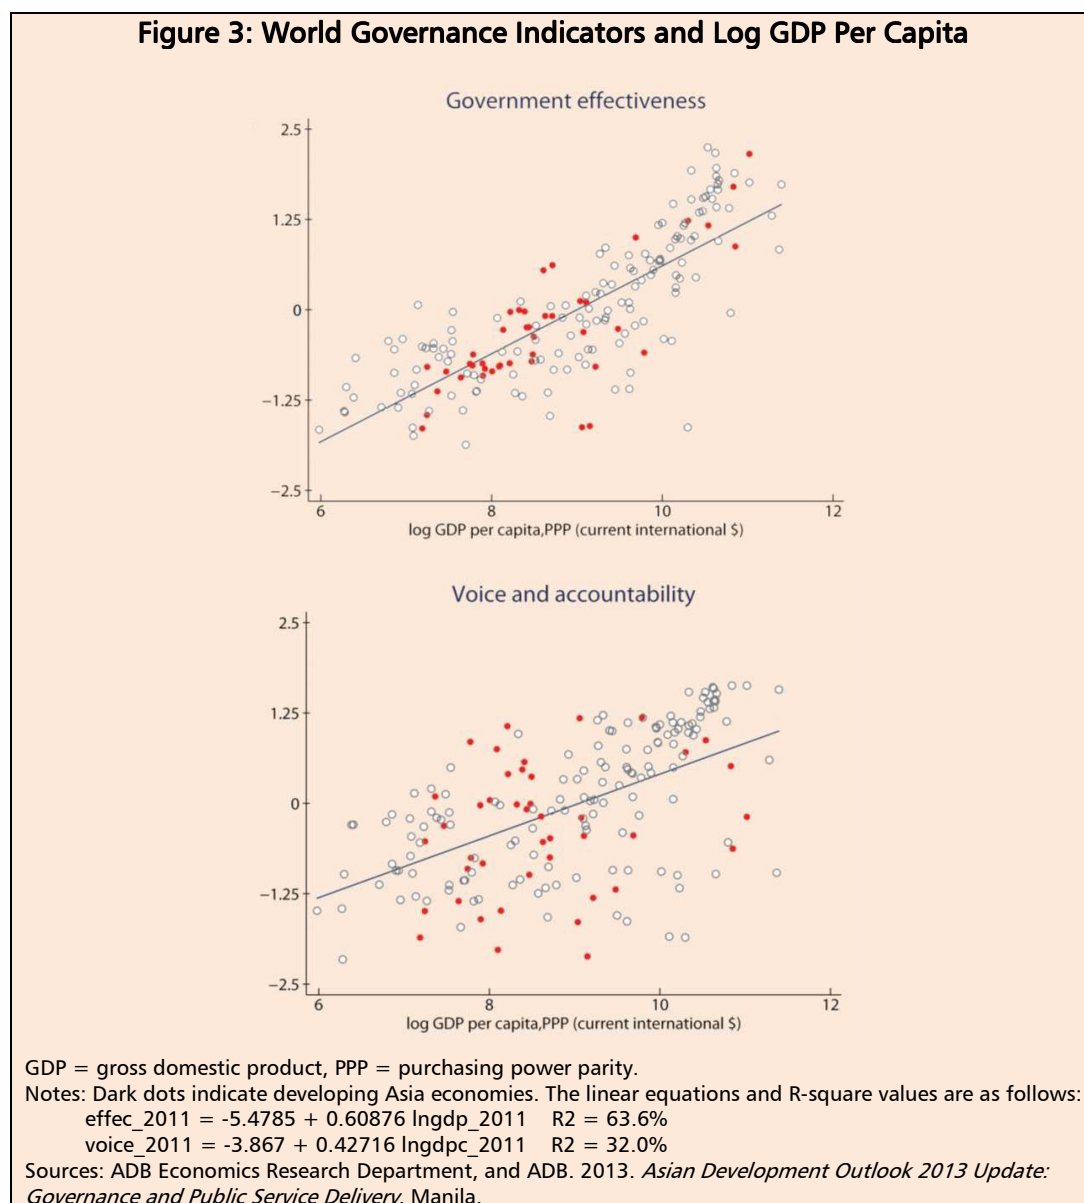 Figure 3: World Governance Indicators and Log GDP Per Capita
Government effectiveness
2.5
1.25
0
−1.25
−2.5
6 8 10 12
log GDP per capita,PPP (current international $)
Voice and accountability
2.5
1.25
0
−1.25
−2.5
6 8 10 12
log GDP per capita,PPP (current international $)
GDP = gross domestic product, PPP = purchasing power parity.
Notes: Dark dots indicate developing Asia economies. The linear equations and R-square values are as follows:
effec_2011 = -5.4785 + 0.60876 lngdp_2011 R2 = 63.6%
voice_2011 = -3.867 + 0.42716 lngdpc_2011 R2 = 32.0%
Sources: ADB Economics Research Department, and ADB. 2013. Asian Development Outlook 2013 Update:
Governance and Public Service Delivery. Manila.